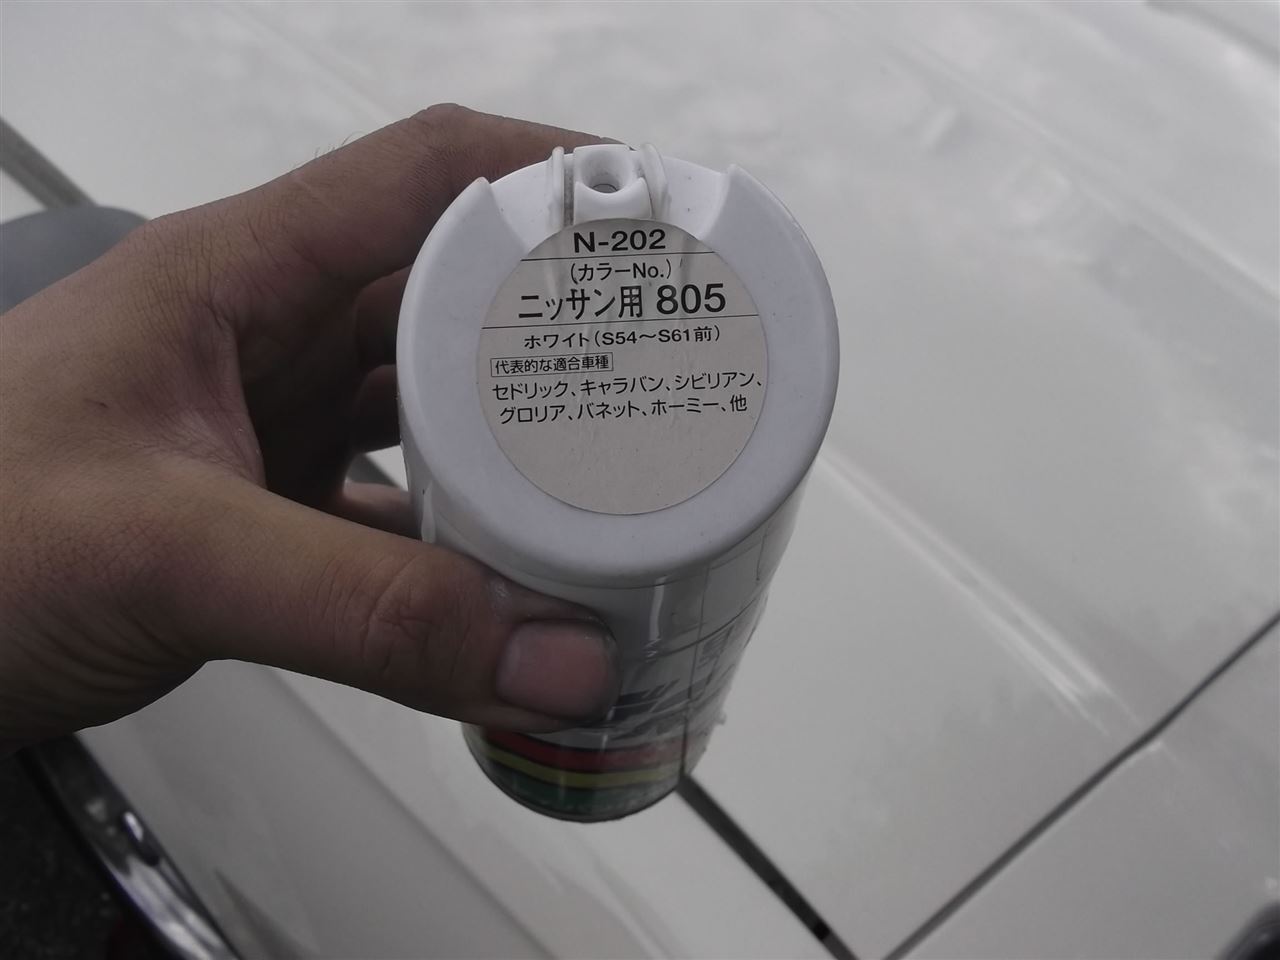 N-202
(カラーNo.)
ニッサン用 805
ホワイト(S54〜S61前)
代表的な適合車種
セドリック、キャラバン、シビリアン、
グロリア、バネット、ホーミー、他